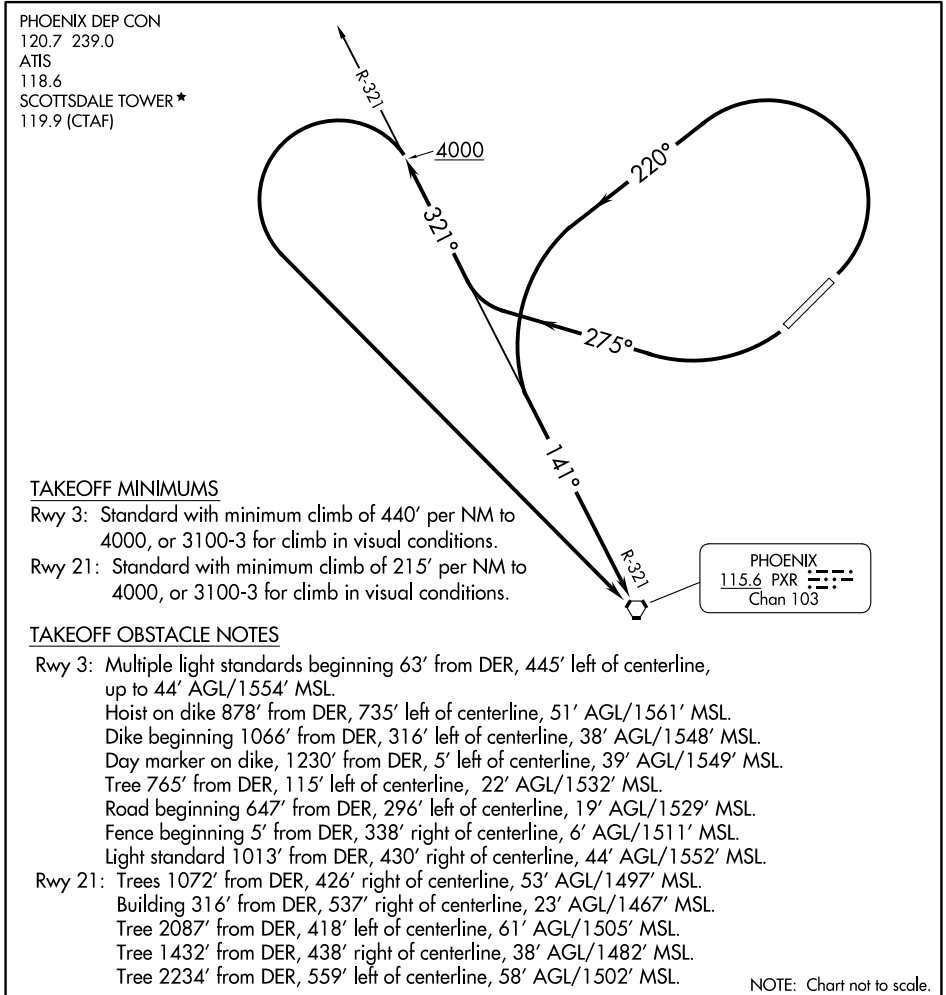 PHOENIX DEP CON
120.7 239.0
ATIS
118.6
SCOTTSDALE TOWER★
119.9 (CTAF)
R-321
4000
220°
321°
275°
141°
R-321
PHOENIX
115.6 PXR
Chan 103
TAKEOFF MINIMUMS
Rwy 3: Standard with minimum climb of 440' per NM to
4000, or 3100-3 for climb in visual conditions.
Rwy 21: Standard with minimum climb of 215' per NM to
4000, or 3100-3 for climb in visual conditions.
TAKEOFF OBSTACLE NOTES
Rwy 3: Multiple light standards beginning 63' from DER, 445' left of centerline,
up to 44' AGL/1554' MSL.
Hoist on dike 878' from DER, 735' left of centerline, 51' AGL/1561' MSL.
Dike beginning 1066' from DER, 316' left of centerline, 38' AGL/1548' MSL.
Day marker on dike, 1230' from DER, 5' left of centerline, 39' AGL/1549' MSL.
Tree 765' from DER, 115' left of centerline, 22' AGL/1532' MSL.
Road beginning 647' from DER, 296' left of centerline, 19' AGL/1529' MSL.
Fence beginning 5' from DER, 338' right of centerline, 6' AGL/1511' MSL.
Light standard 1013' from DER, 430' right of centerline, 44' AGL/1552' MSL.
Rwy 21: Trees 1072' from DER, 426' right of centerline, 53' AGL/1497' MSL.
Building 316' from DER, 537' right of centerline, 23' AGL/1467' MSL.
Tree 2087' from DER, 418' left of centerline, 61' AGL/1505' MSL.
Tree 1432' from DER, 438' right of centerline, 38' AGL/1482' MSL.
Tree 2234' from DER, 559' left of centerline, 58' AGL/1502' MSL.
NOTE: Chart not to scale.